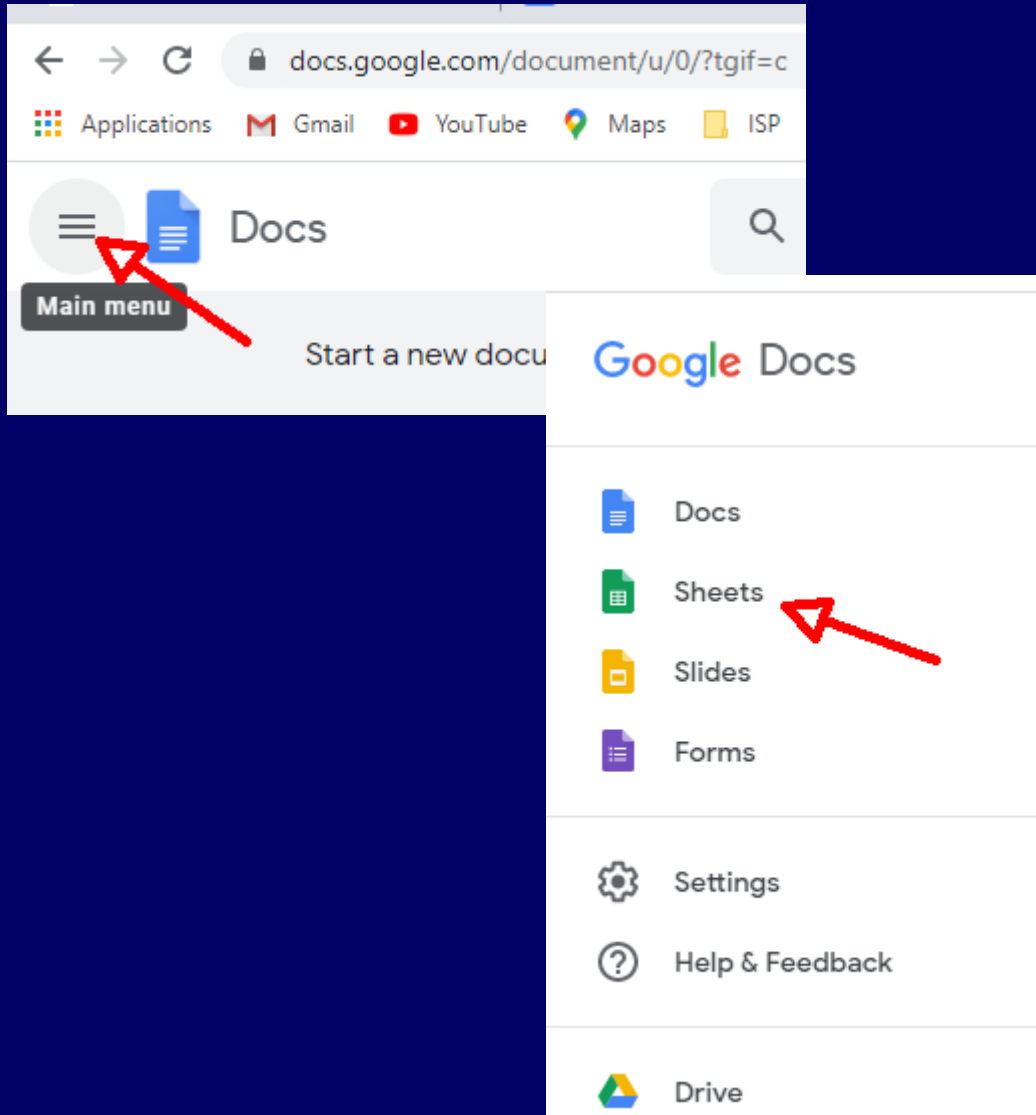 docs.google.com/document/u/0/?tgif=c
Applications Gmail YouTube Maps ISP
Docs
Main menu
Start a new docu
Google Docs
Docs
Sheets
Slides
Forms
Settings
Help & Feedback
Drive